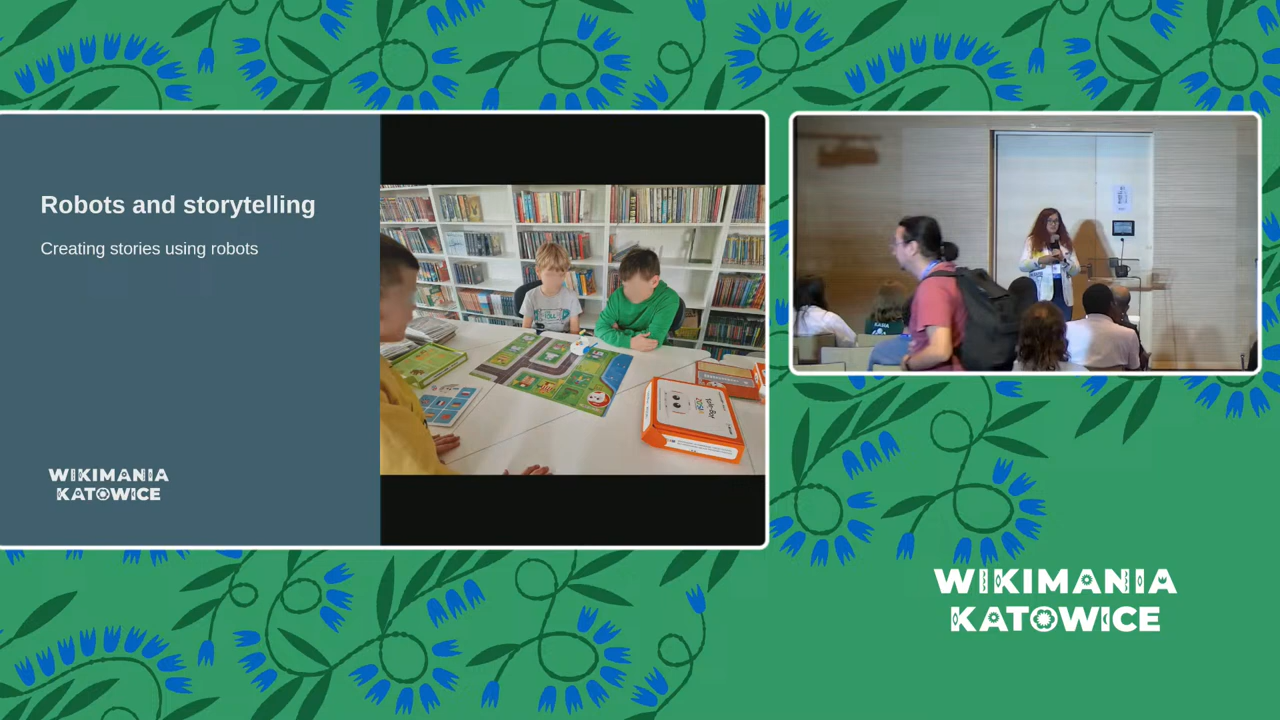 Robots and storytelling
Creating stories using robots
WIKIMANIA
KATOWICE
WIKIMANIA
KATOWICE